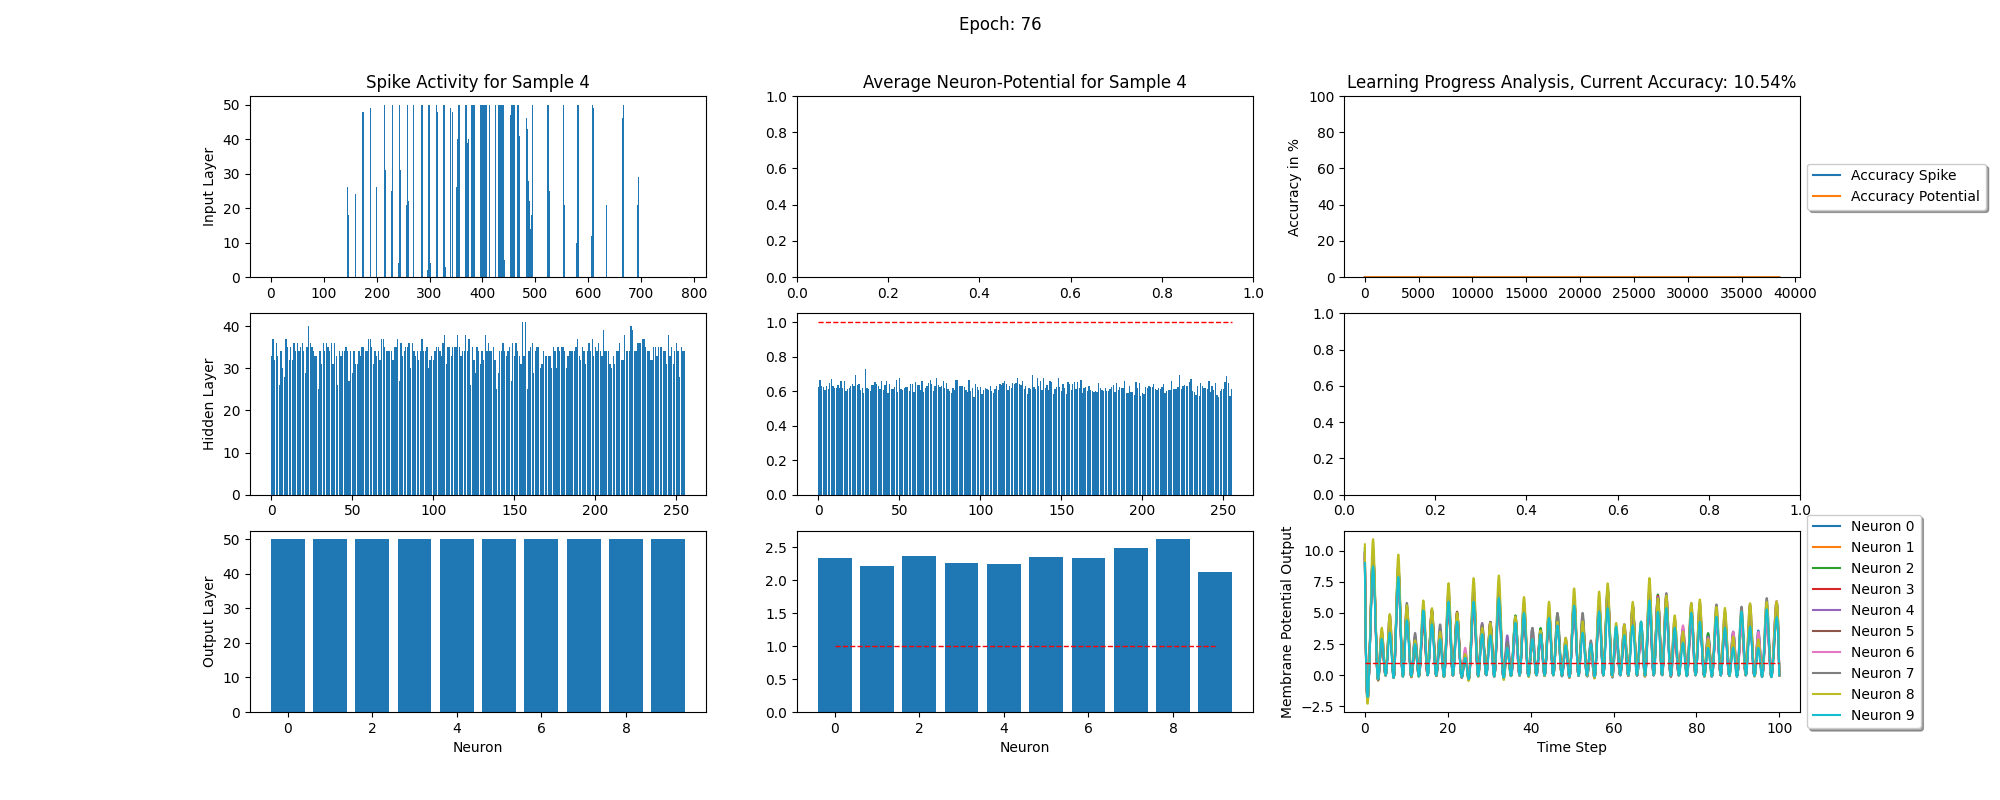 Epoch: 76
Spike Activity for Sample 4
Average Neuron-Potential for Sample 4
Learning Progress Analysis, Current Accuracy: 10.54%
Input Layer
50
40
30
20
10
0
0 100 200 300 400 500 600 700 800
1.0
0.8
0.6
0.4
0.2
0.0
0.0 0.2 0.4 0.6 0.8 1.0
Accuracy in %
100
80
60
40
20
0
0 5000 10000 15000 20000 25000 30000 35000 40000
Accuracy Spike
Accuracy Potential
Hidden Layer
40
30
20
10
0
0 50 100 150 200 250
1.0
0.8
0.6
0.4
0.2
0.0
0 50 100 150 200 250
1.0
0.8
0.6
0.4
0.2
0.0
0.0 0.2 0.4 0.6 0.8 1.0
Output Layer
50
40
30
20
10
0
0 2 4 6 8
Neuron
2.5
2.0
1.5
1.0
0.5
0.0
0 2 4 6 8
Neuron
Membrane Potential Output
10.0
7.5
5.0
2.5
0.0
−2.5
0 20 40 60 80 100
Time Step
Neuron 0
Neuron 1
Neuron 2
Neuron 3
Neuron 4
Neuron 5
Neuron 6
Neuron 7
Neuron 8
Neuron 9